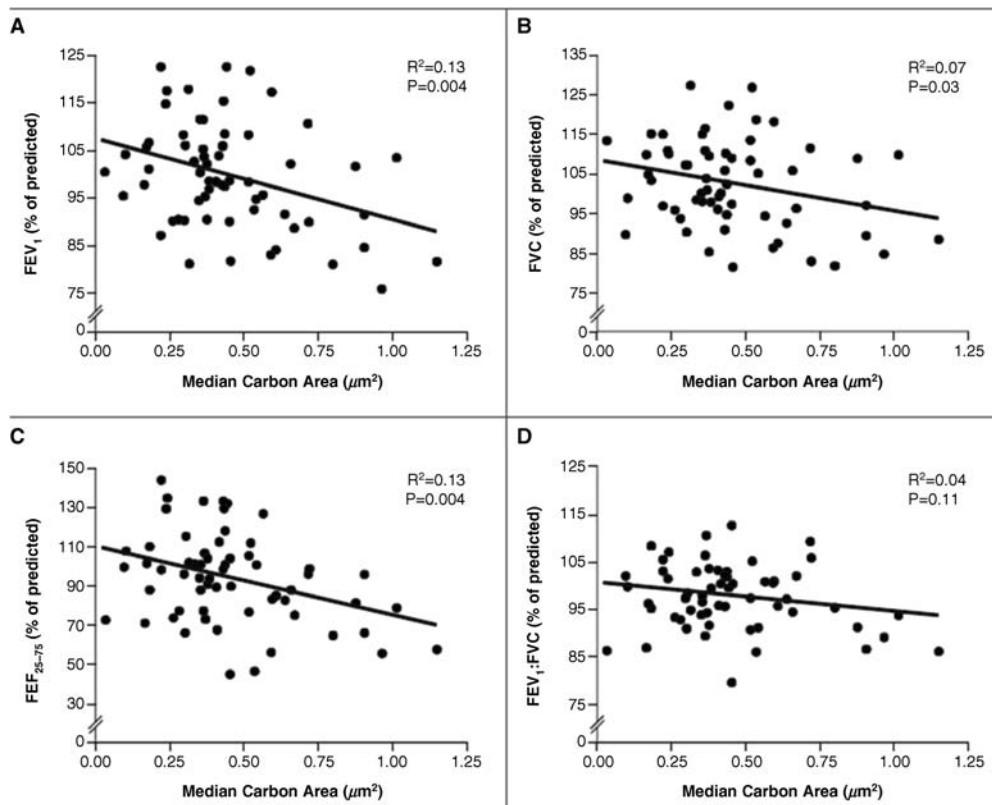 A
R²=0.13
P=0.004
FEV₁ (% of predicted)
125
115
105
95
85
75
0
0.00 0.25 0.50 0.75 1.00 1.25
Median Carbon Area (µm²)
B
R²=0.07
P=0.03
FVC (% of predicted)
135
125
115
105
95
85
75
0
0.00 0.25 0.50 0.75 1.00 1.25
Median Carbon Area (µm²)
C
R²=0.13
P=0.004
FEF₂₅₋₇₅ (% of predicted)
150
130
110
90
70
50
30
0
0.00 0.25 0.50 0.75 1.00 1.25
Median Carbon Area (µm²)
D
R²=0.04
P=0.11
FEV₁:FVC (% of predicted)
125
115
105
95
85
75
0
0.00 0.25 0.50 0.75 1.00 1.25
Median Carbon Area (µm²)